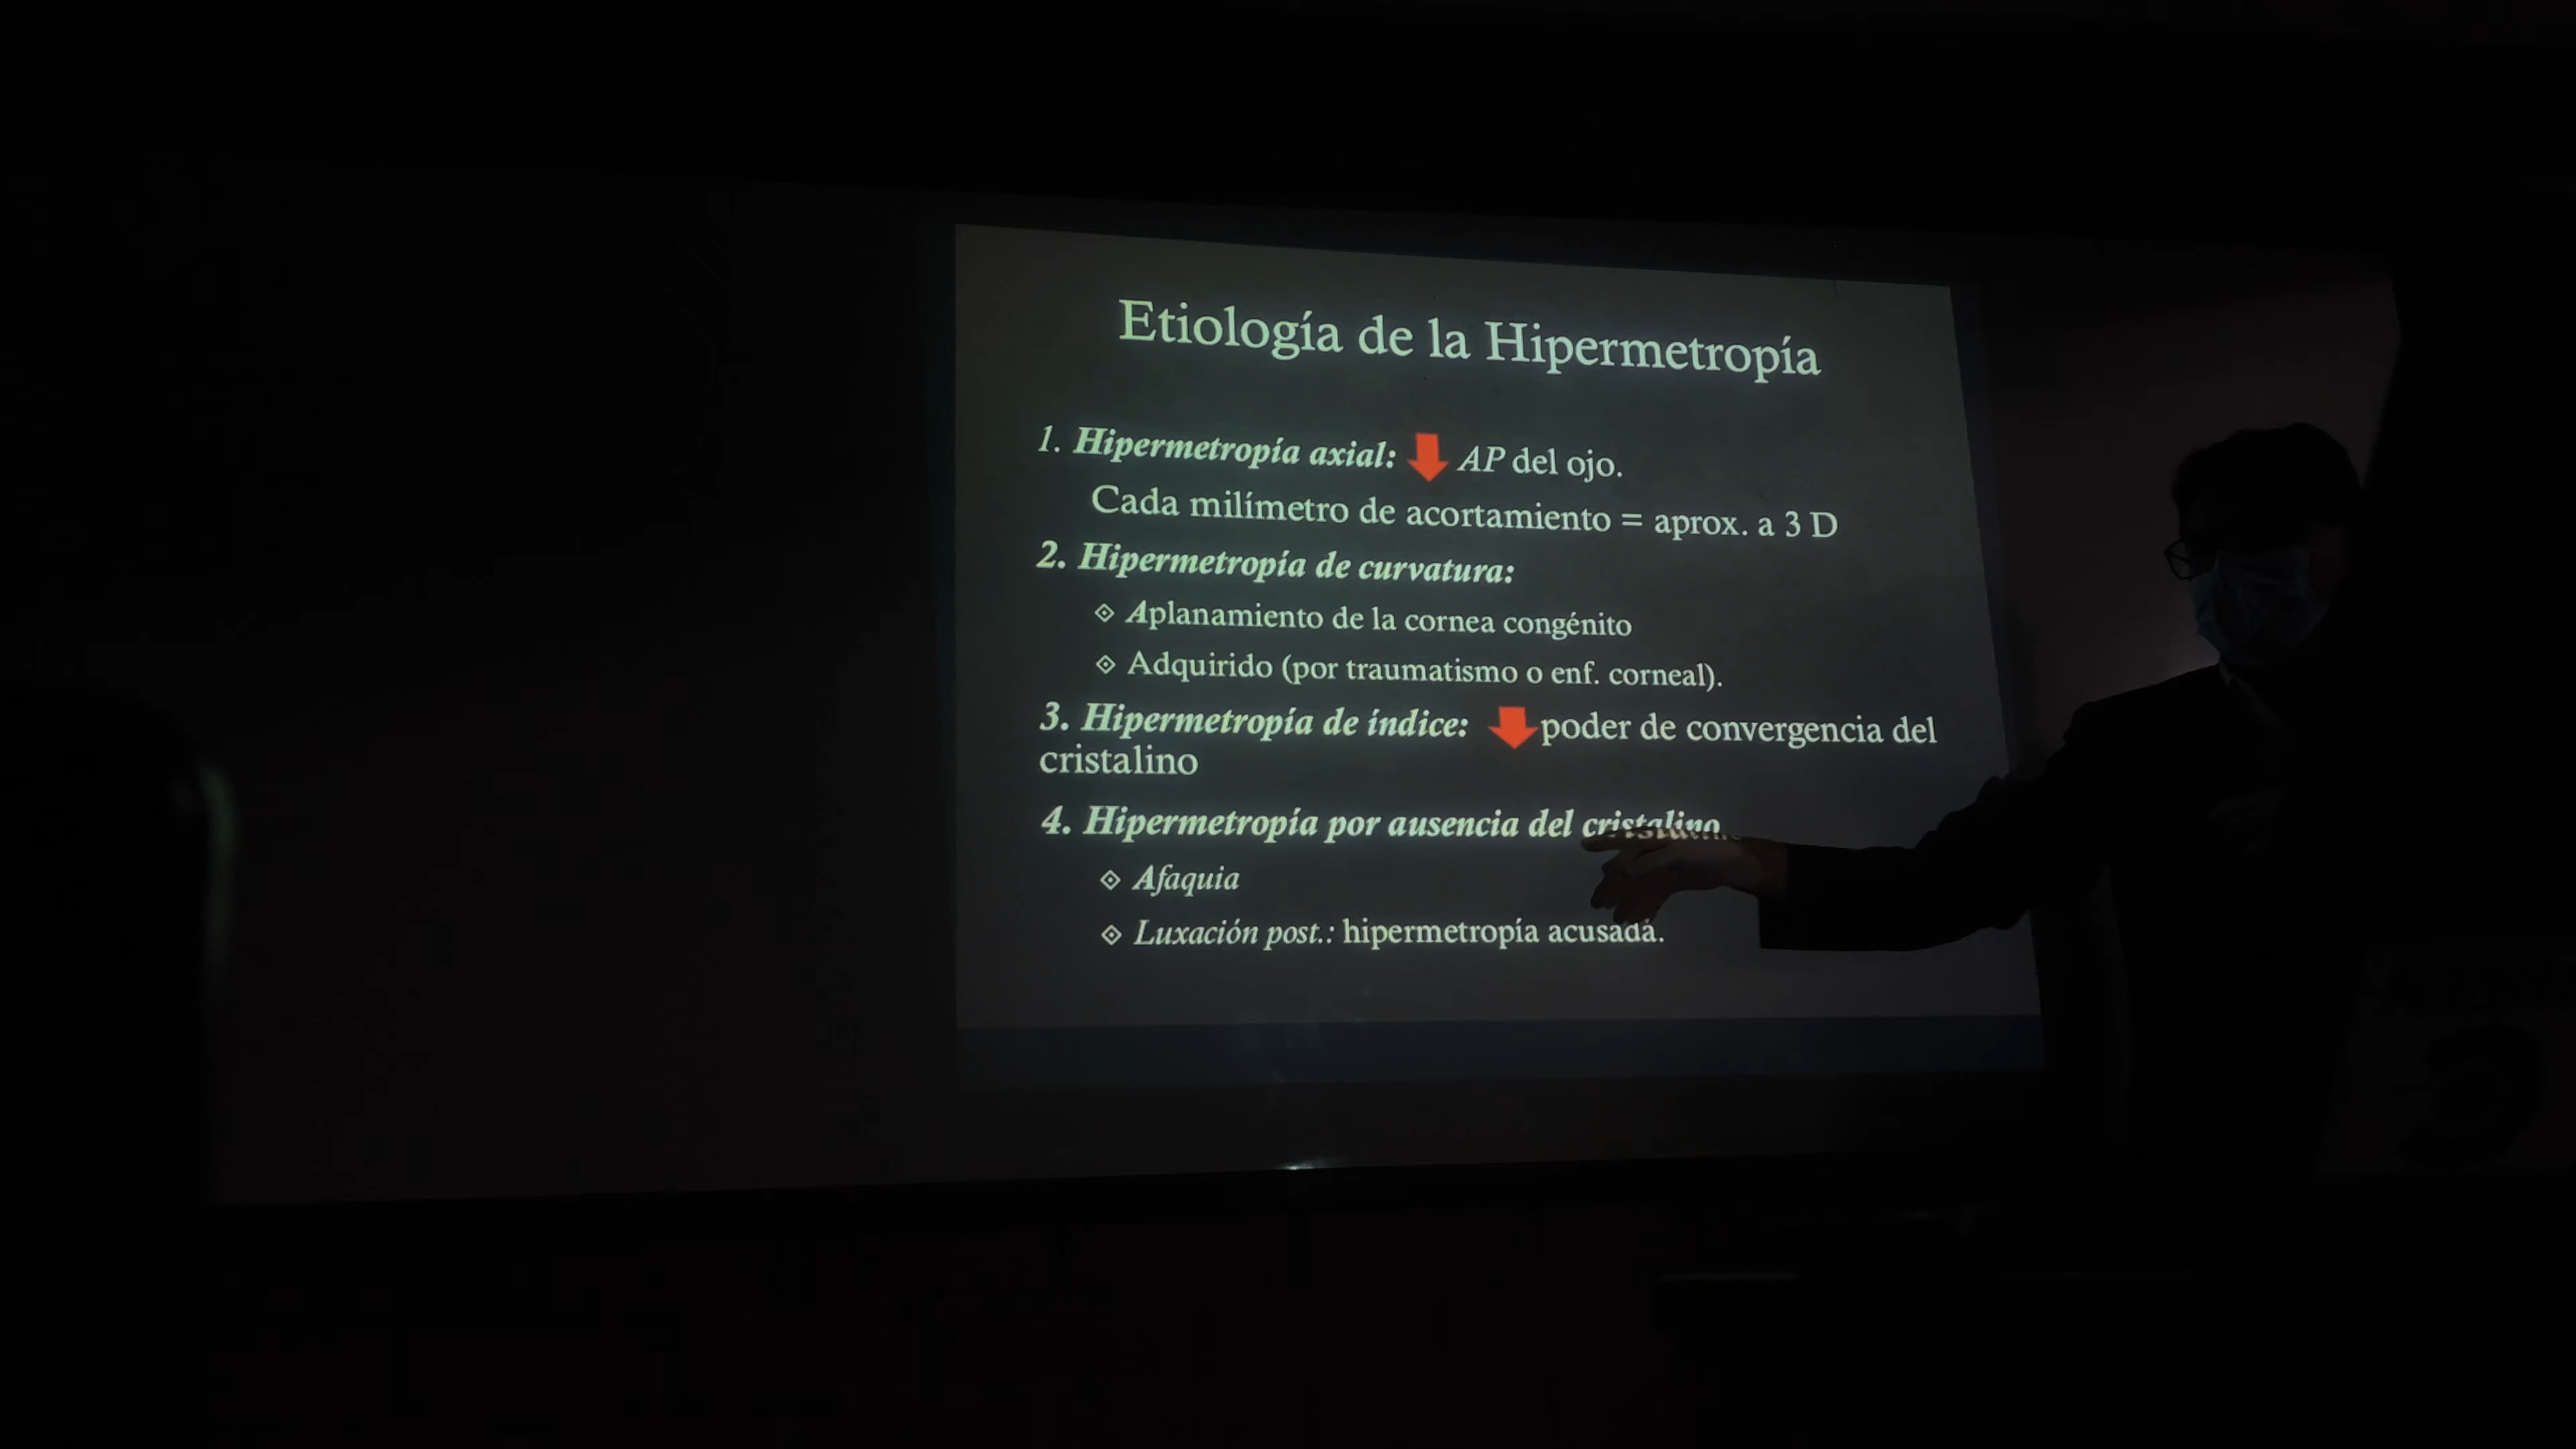 Etiología de la Hipermetropía
1. Hipermetropía axial: AP del ojo.
Cada milímetro de acortamiento = aprox. a 3 D
2. Hipermetropía de curvatura:
Aplanamiento de la cornea congénito
Adquirido (por traumatismo o enf. corneal).
3. Hipermetropía de índice: poder de convergencia del
cristalino
4. Hipermetropía por ausencia del cristalino
Afaquia
Luxación post.: hipermetropía acusada.